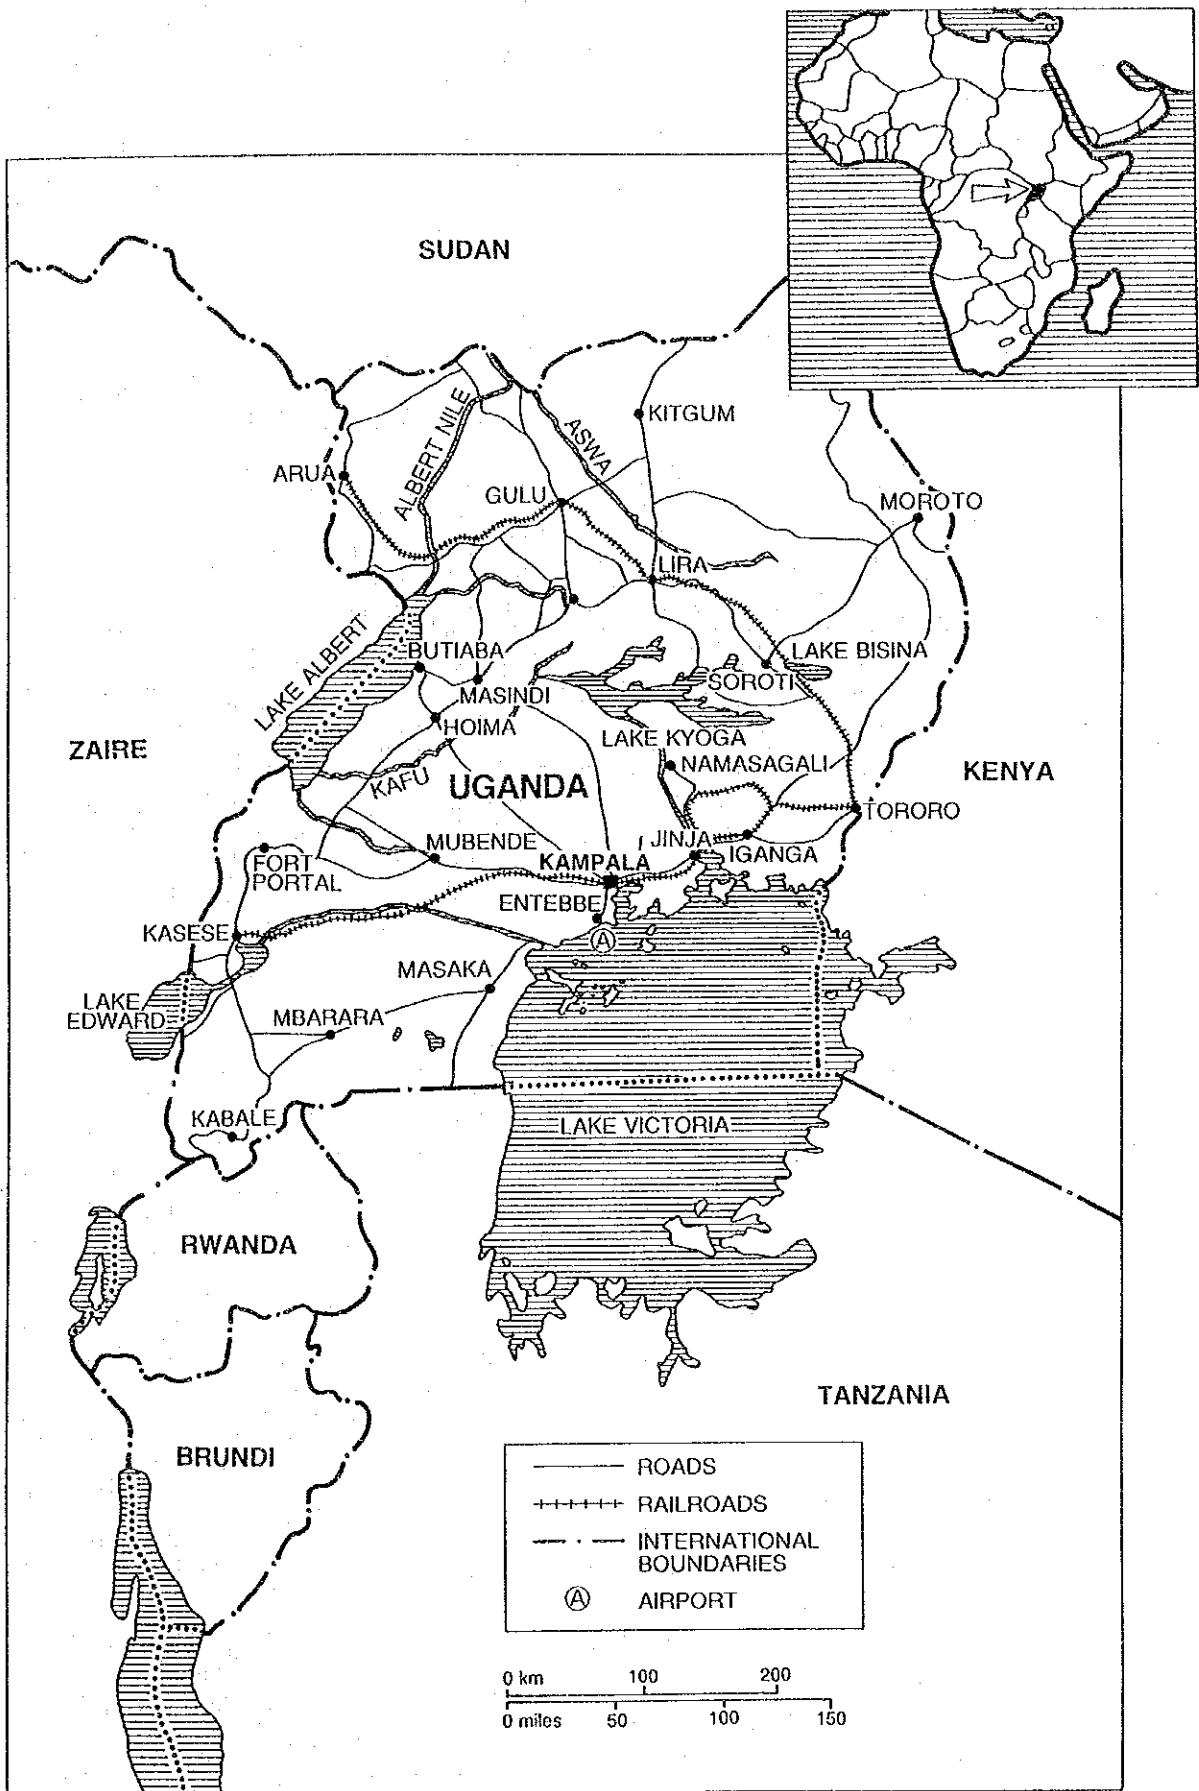 SUDAN
KITGUM
ALBERT NILE
ASWA
ARUA
GULU
MOROTO
LIRA
LAKE ALBERT
BUTIABA
LAKE BISINA
SOROTI
MASINDI
HOIMA
LAKE KYOGA
ZAIRE
KAFU
UGANDA
NAMASAGALI
KENYA
TORORO
MUBENDE
JINJA
IGANGA
FORT
PORTAL
KAMPALA
ENTEBBE
KASESE
A
MASAKA
LAKE
EDWARD
MBARARA
KABALE
LAKE VICTORIA
RWANDA
TANZANIA
BRUNDI
ROADS
RAILROADS
INTERNATIONAL
BOUNDARIES
A AIRPORT
0 km 100 200
0 miles 50 100 150